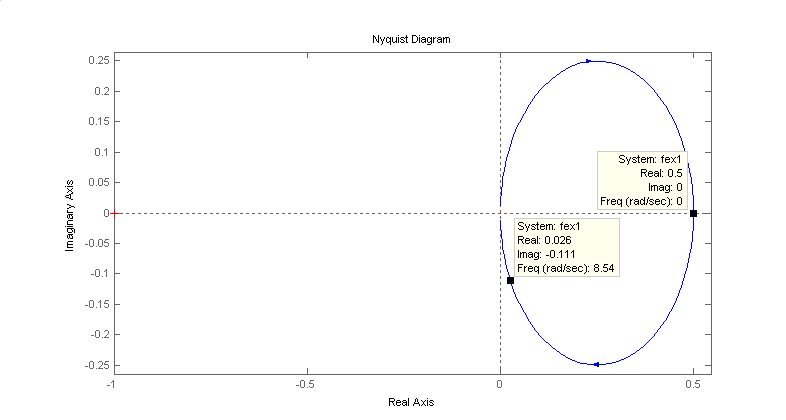 Nyquist Diagram
0.25
0.2
0.15
0.1
0.05
0
-0.05
-0.1
-0.15
-0.2
-0.25
Imaginary Axis
System: fex1
Real: 0.5
Imag: 0
Freq (rad/sec): 0
System: fex1
Real: 0.026
Imag: -0.111
Freq (rad/sec): 8.54
-1 -0.5 0 0.5
Real Axis